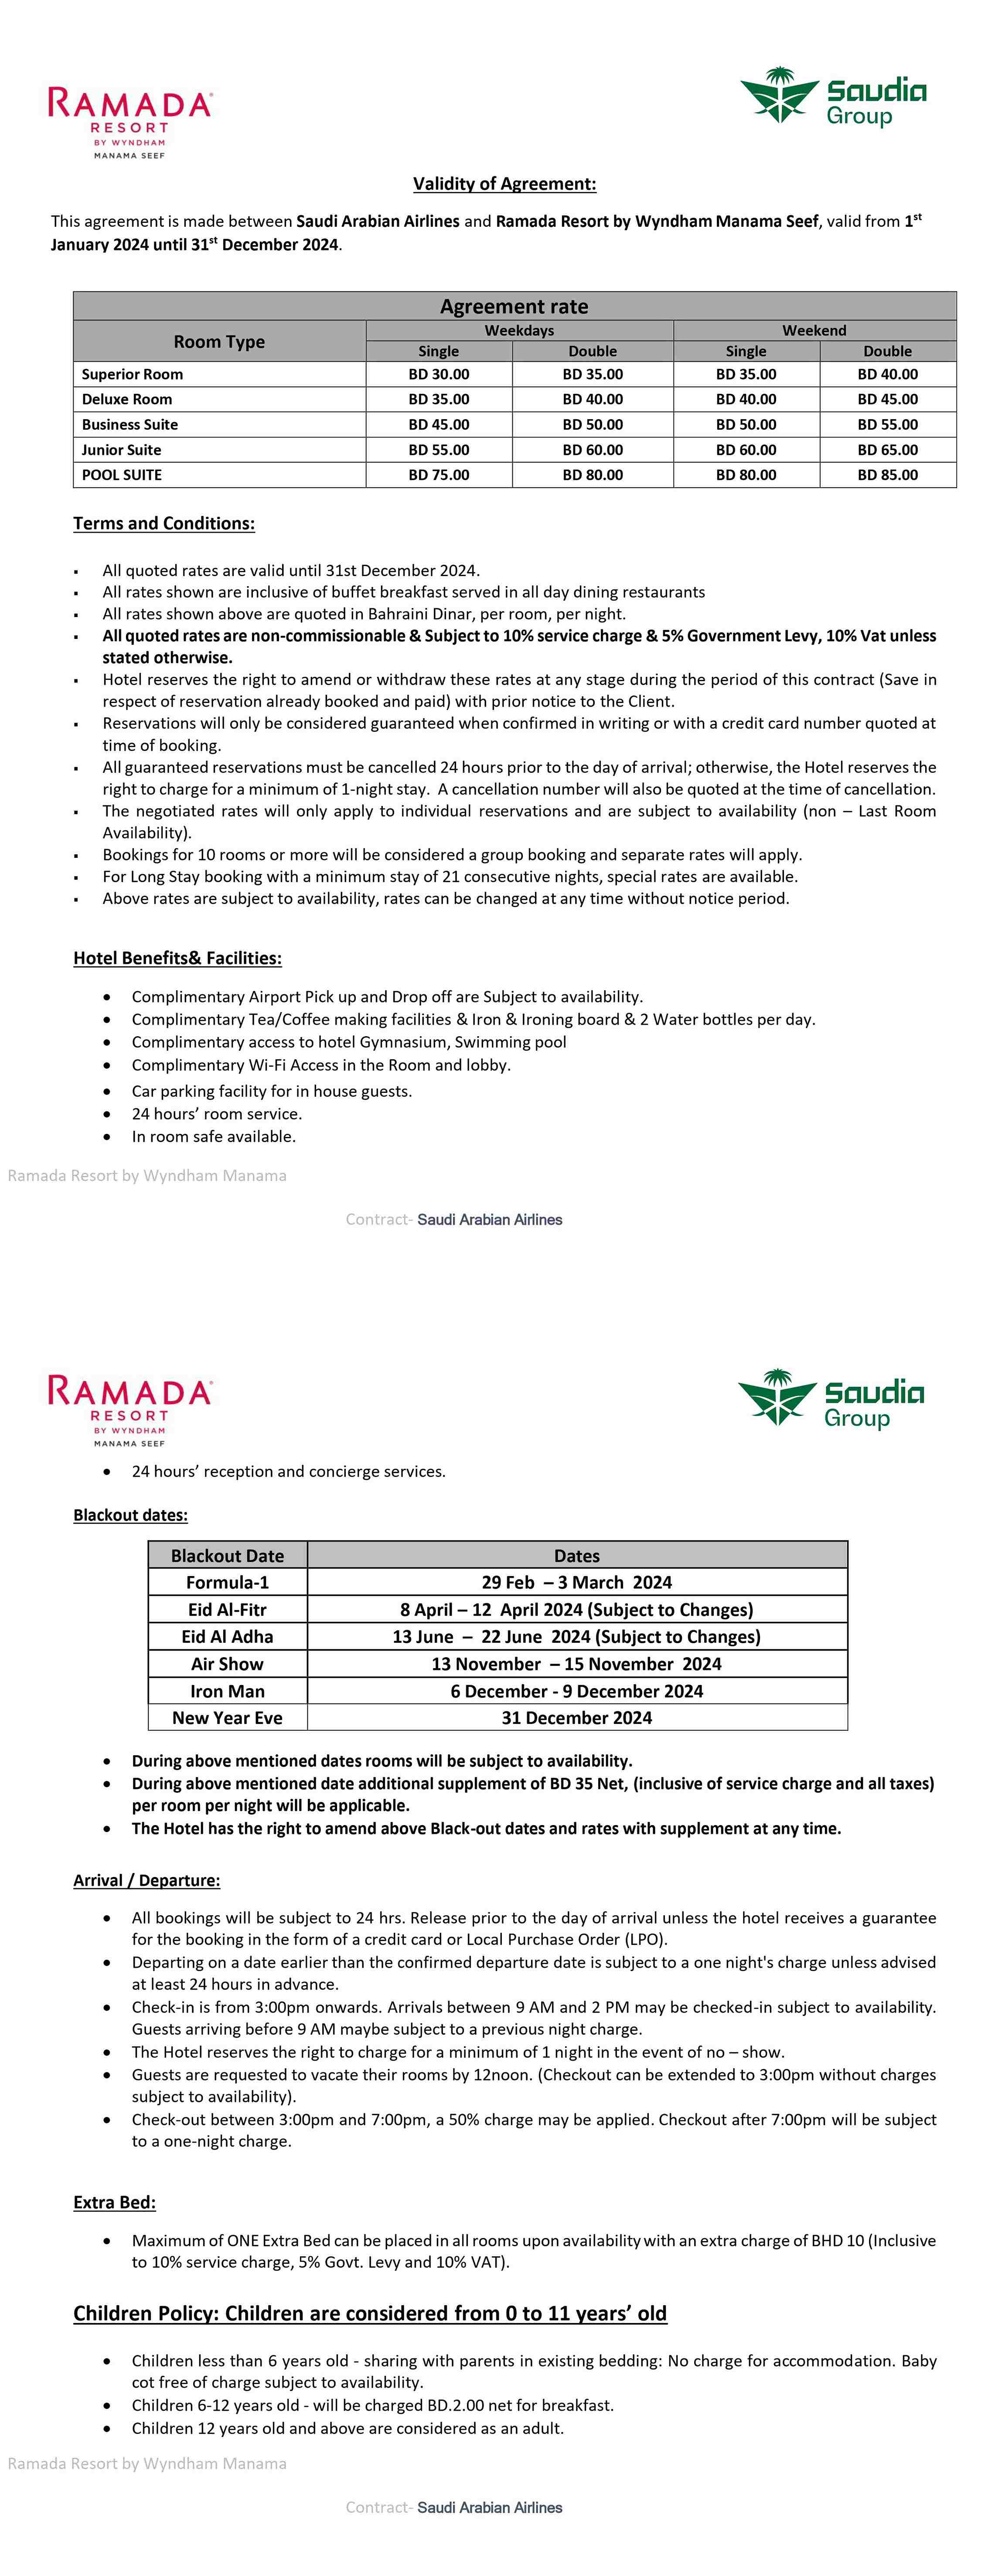 RAMADA®
RESORT
BY WYNDHAM
MANAMA SEEF
Saudia
Group
Validity of Agreement:
This agreement is made between Saudi Arabian Airlines and Ramada Resort by Wyndham Manama Seef, valid from 1st
January 2024 until 31st December 2024.
Agreement rate
Room Type
Weekdays
Weekend
Single
Double
Single
Double
Superior Room BD 30.00 BD 35.00 BD 35.00 BD 40.00
Deluxe Room BD 35.00 BD 40.00 BD 40.00 BD 45.00
Business Suite BD 45.00 BD 50.00 BD 50.00 BD 55.00
Junior Suite BD 55.00 BD 60.00 BD 60.00 BD 65.00
POOL SUITE BD 75.00 BD 80.00 BD 80.00 BD 85.00
Terms and Conditions:
▪ All quoted rates are valid until 31st December 2024.
▪ All rates shown are inclusive of buffet breakfast served in all day dining restaurants
▪ All rates shown above are quoted in Bahraini Dinar, per room, per night.
▪ All quoted rates are non-commissionable & Subject to 10% service charge & 5% Government Levy, 10% Vat unless
stated otherwise.
▪ Hotel reserves the right to amend or withdraw these rates at any stage during the period of this contract (Save in
respect of reservation already booked and paid) with prior notice to the Client.
▪ Reservations will only be considered guaranteed when confirmed in writing or with a credit card number quoted at
time of booking.
▪ All guaranteed reservations must be cancelled 24 hours prior to the day of arrival; otherwise, the Hotel reserves the
right to charge for a minimum of 1-night stay. A cancellation number will also be quoted at the time of cancellation.
▪ The negotiated rates will only apply to individual reservations and are subject to availability (non – Last Room
Availability).
▪ Bookings for 10 rooms or more will be considered a group booking and separate rates will apply.
▪ For Long Stay booking with a minimum stay of 21 consecutive nights, special rates are available.
▪ Above rates are subject to availability, rates can be changed at any time without notice period.
Hotel Benefits& Facilities:
• Complimentary Airport Pick up and Drop off are Subject to availability.
• Complimentary Tea/Coffee making facilities & Iron & Ironing board & 2 Water bottles per day.
• Complimentary access to hotel Gymnasium, Swimming pool
• Complimentary Wi-Fi Access in the Room and lobby.
• Car parking facility for in house guests.
• 24 hours’ room service.
• In room safe available.
Ramada Resort by Wyndham Manama
Contract- Saudi Arabian Airlines
RAMADA®
RESORT
BY WYNDHAM
MANAMA SEEF
Saudia
Group
• 24 hours’ reception and concierge services.
Blackout dates:
Blackout Date Dates
Formula-1 29 Feb – 3 March 2024
Eid Al-Fitr 8 April – 12 April 2024 (Subject to Changes)
Eid Al Adha 13 June – 22 June 2024 (Subject to Changes)
Air Show 13 November – 15 November 2024
Iron Man 6 December - 9 December 2024
New Year Eve 31 December 2024
• During above mentioned dates rooms will be subject to availability.
• During above mentioned date additional supplement of BD 35 Net, (inclusive of service charge and all taxes)
per room per night will be applicable.
• The Hotel has the right to amend above Black-out dates and rates with supplement at any time.
Arrival / Departure:
• All bookings will be subject to 24 hrs. Release prior to the day of arrival unless the hotel receives a guarantee
for the booking in the form of a credit card or Local Purchase Order (LPO).
• Departing on a date earlier than the confirmed departure date is subject to a one night's charge unless advised
at least 24 hours in advance.
• Check-in is from 3:00pm onwards. Arrivals between 9 AM and 2 PM may be checked-in subject to availability.
Guests arriving before 9 AM maybe subject to a previous night charge.
• The Hotel reserves the right to charge for a minimum of 1 night in the event of no – show.
• Guests are requested to vacate their rooms by 12noon. (Checkout can be extended to 3:00pm without charges
subject to availability).
• Check-out between 3:00pm and 7:00pm, a 50% charge may be applied. Checkout after 7:00pm will be subject
to a one-night charge.
Extra Bed:
• Maximum of ONE Extra Bed can be placed in all rooms upon availability with an extra charge of BHD 10 (Inclusive
to 10% service charge, 5% Govt. Levy and 10% VAT).
Children Policy: Children are considered from 0 to 11 years’ old
• Children less than 6 years old - sharing with parents in existing bedding: No charge for accommodation. Baby
cot free of charge subject to availability.
• Children 6-12 years old - will be charged BD.2.00 net for breakfast.
• Children 12 years old and above are considered as an adult.
Ramada Resort by Wyndham Manama
Contract- Saudi Arabian Airlines